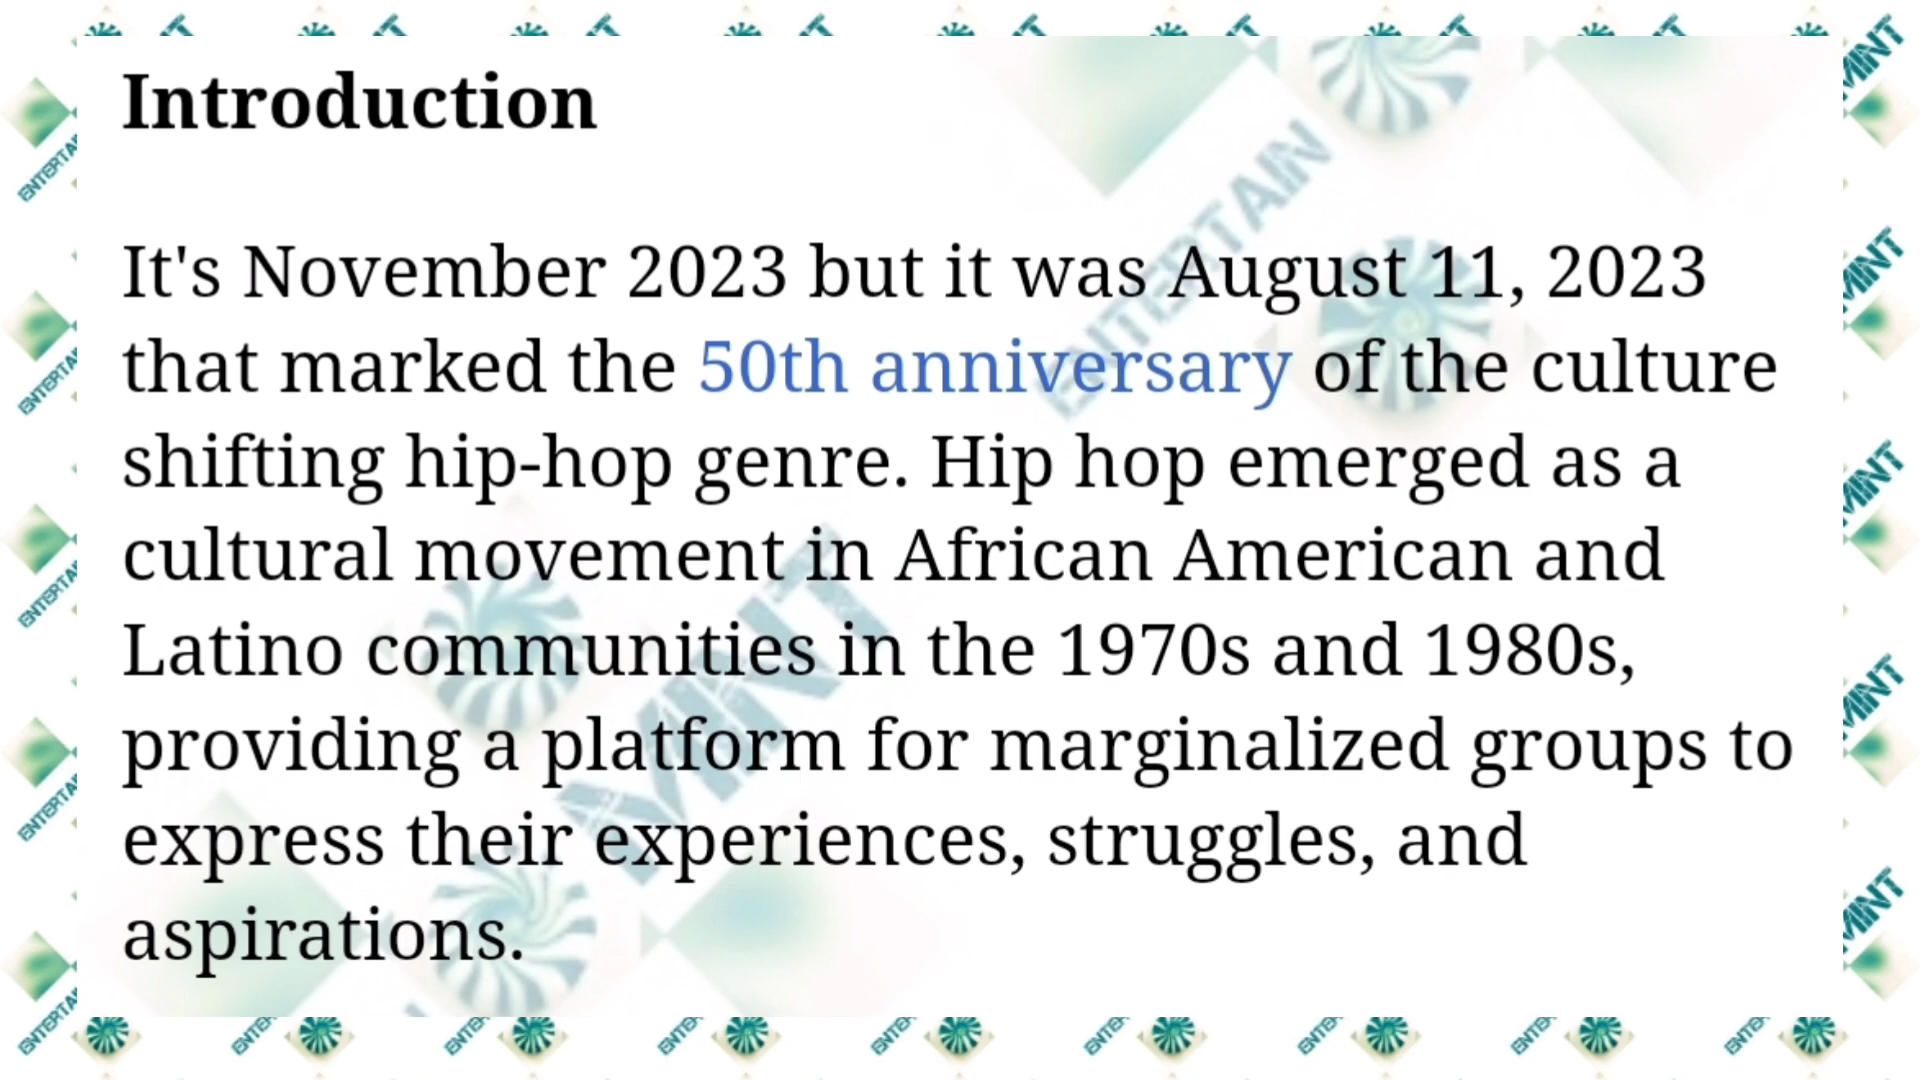 Introduction
It's November 2023 but it was August 11, 2023
that marked the 50th anniversary of the culture
shifting hip-hop genre. Hip hop emerged as a
cultural movement in African American and
Latino communities in the 1970s and 1980s,
providing a platform for marginalized groups to
express their experiences, struggles, and
aspirations.
ENTERTAIN
MINT